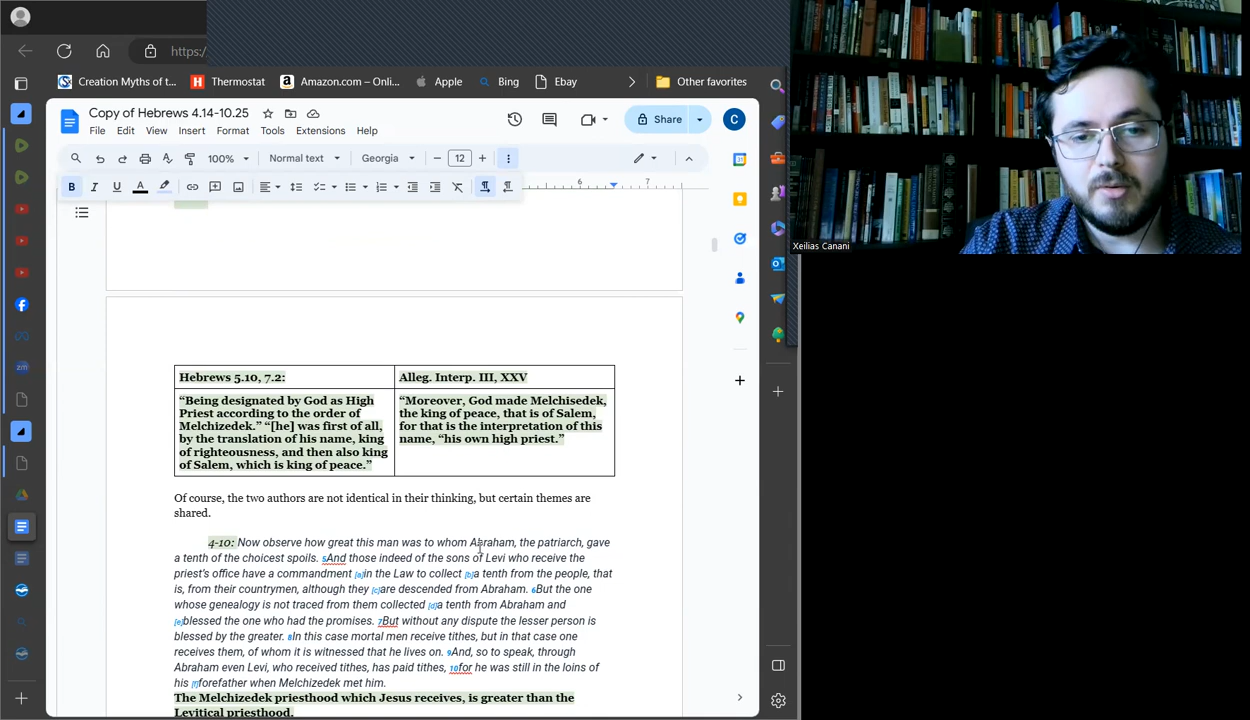 https:/
Creation Myths of t...
Thermostat
Amazon.com – Onli...
Apple
Bing
Ebay
Other favorites
Copy of Hebrews 4.14-10.25
File Edit View Insert Format Tools Extensions Help
Share
C
100%
Normal text
Georgia
12
6 7
Xeilias Canani
Hebrews 5.10, 7.2:
“Being designated by God as High
Priest according to the order of
Melchizedek.” “[he] was first of all,
by the translation of his name, king
of righteousness, and then also king
of Salem, which is king of peace.”
Alleg. Interp. III, XXV
“Moreover, God made Melchisedek,
the king of peace, that is of Salem,
for that is the interpretation of this
name, “his own high priest.”
Of course, the two authors are not identical in their thinking, but certain themes are
shared.
4-10: Now observe how great this man was to whom Abraham, the patriarch, gave
a tenth of the choicest spoils. 5And those indeed of the sons of Levi who receive the
priest’s office have a commandment [a]in the Law to collect [b]a tenth from the people, that
is, from their countrymen, although they [c]are descended from Abraham. 6But the one
whose genealogy is not traced from them collected [d]a tenth from Abraham and
[e]blessed the one who had the promises. 7But without any dispute the lesser person is
blessed by the greater. 8In this case mortal men receive tithes, but in that case one
receives them, of whom it is witnessed that he lives on. 9And, so to speak, through
Abraham even Levi, who received tithes, has paid tithes, 10for he was still in the loins of
his [f]forefather when Melchizedek met him.
The Melchizedek priesthood which Jesus receives, is greater than the
Levitical priesthood.